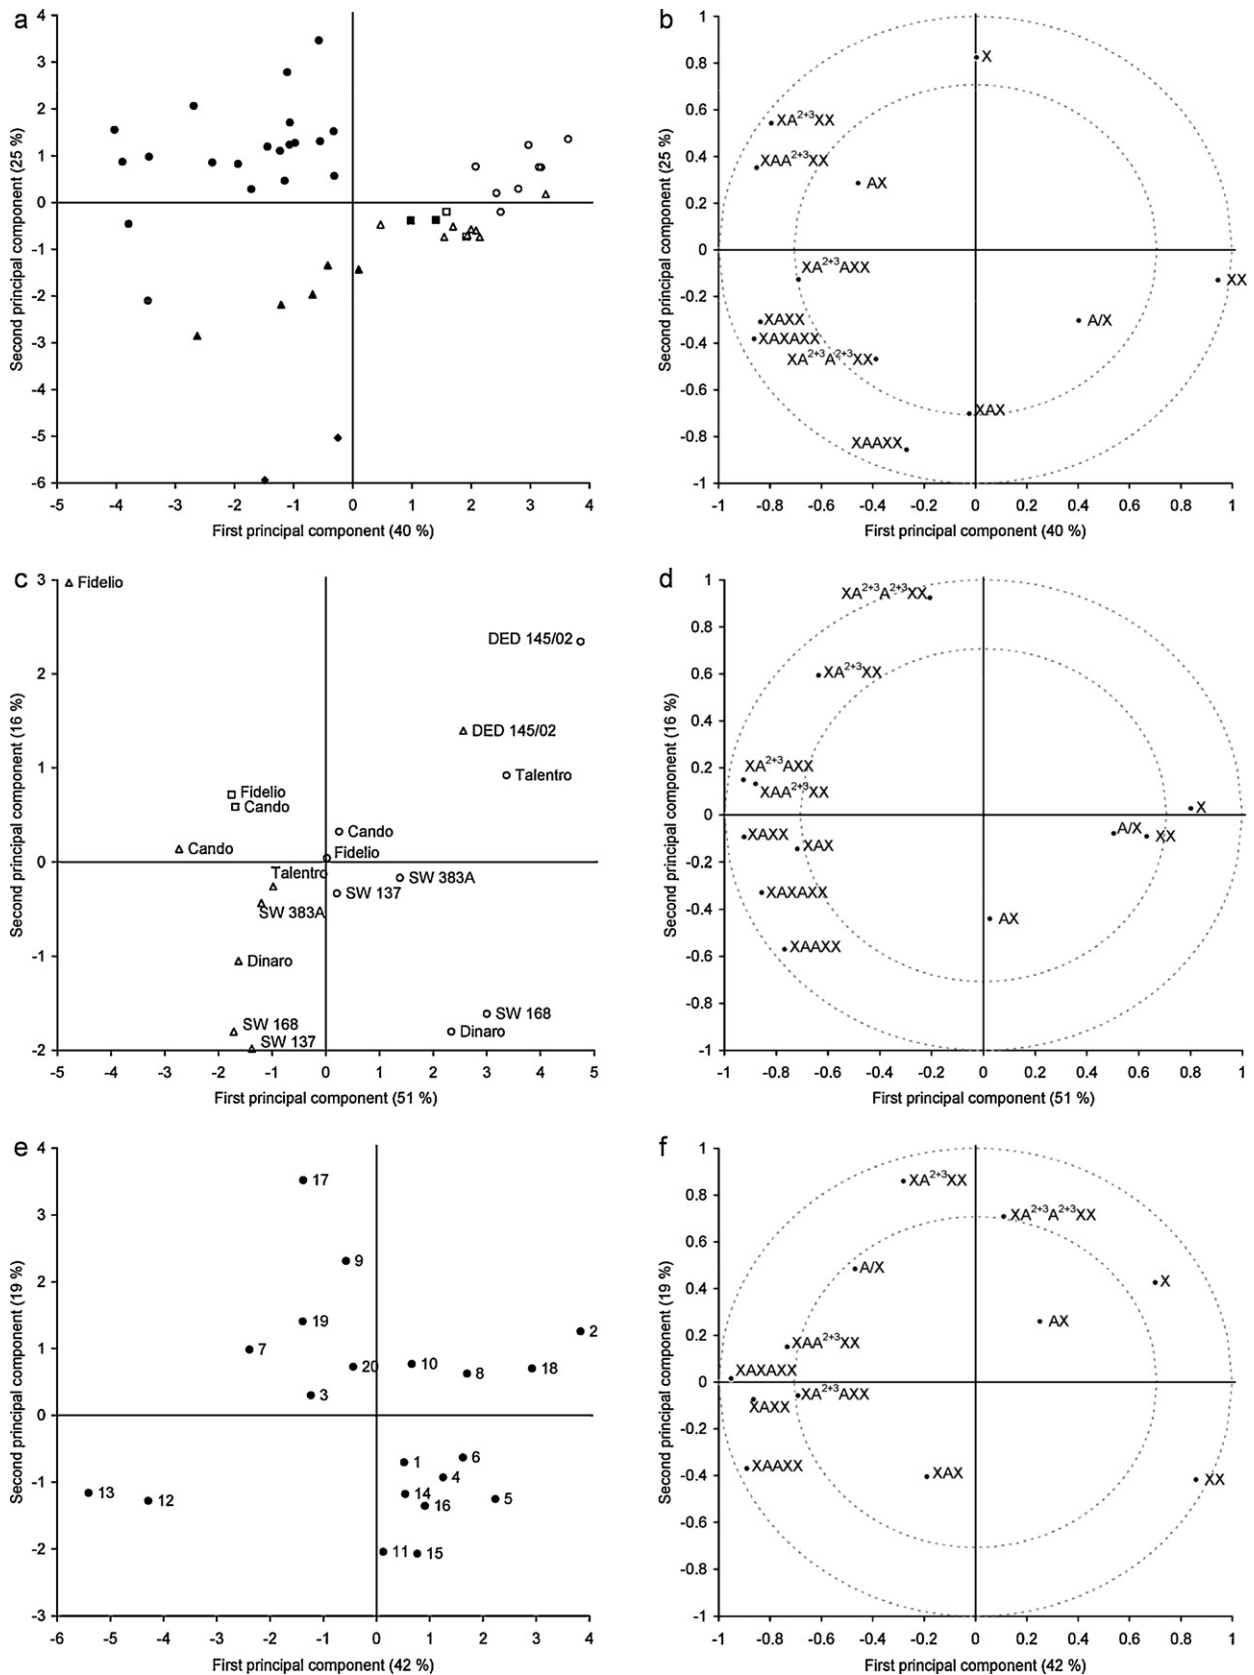 a
4
3
2
1
0
-1
-2
-3
-4
-5
-6
Second principal component (25 %)
-5 -4 -3 -2 -1 0 1 2 3 4
First principal component (40 %)
b
1
0.8
0.6
0.4
0.2
0
-0.2
-0.4
-0.6
-0.8
-1
Second principal component (25 %)
X
XA²⁺³XX
XAA²⁺³XX
AX
XA²⁺³AXX
XX
XAXX
A/X
XAXAXX
XA²⁺³A²⁺³XX
XAX
XAAXX
-1 -0.8 -0.6 -0.4 -0.2 0 0.2 0.4 0.6 0.8 1
First principal component (40 %)
c
3
2
1
0
-1
-2
Second principal component (16 %)
Fidelio
DED 145/02
DED 145/02
Talentro
Fidelio
Cando
Cando
Cando
Fidelio
Talentro
SW 383A
SW 137
SW 383A
Dinaro
SW 168
SW 168
Dinaro
SW 137
-5 -4 -3 -2 -1 0 1 2 3 4 5
First principal component (51 %)
d
1
0.8
0.6
0.4
0.2
0
-0.2
-0.4
-0.6
-0.8
-1
Second principal component (16 %)
XA²⁺³A²⁺³XX
XA²⁺³XX
XA²⁺³AXX
XAA²⁺³XX
X
A/X
XX
XAXX
XAX
XAXAXX
AX
XAAXX
-1 -0.8 -0.6 -0.4 -0.2 0 0.2 0.4 0.6 0.8 1
First principal component (51 %)
e
4
3
2
1
0
-1
-2
-3
Second principal component (19 %)
17
9
19
2
7
20
10
8
18
3
1
6
4
13
12
14
5
16
11
15
-6 -5 -4 -3 -2 -1 0 1 2 3 4
First principal component (42 %)
f
1
0.8
0.6
0.4
0.2
0
-0.2
-0.4
-0.6
-0.8
-1
Second principal component (19 %)
XA²⁺³XX
XA²⁺³A²⁺³XX
A/X
X
AX
XAA²⁺³XX
XAXAXX
XA²⁺³AXX
XAXX
XAAXX
XAX
XX
-1 -0.8 -0.6 -0.4 -0.2 0 0.2 0.4 0.6 0.8 1
First principal component (42 %)